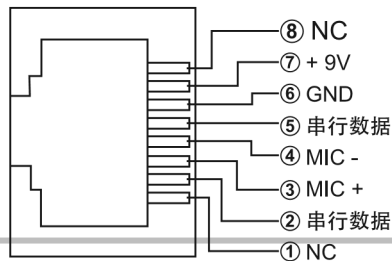 ⑧ NC
⑦ + 9V
⑥ GND
⑤ 串行数据
④ MIC -
③ MIC +
② 串行数据
① NC